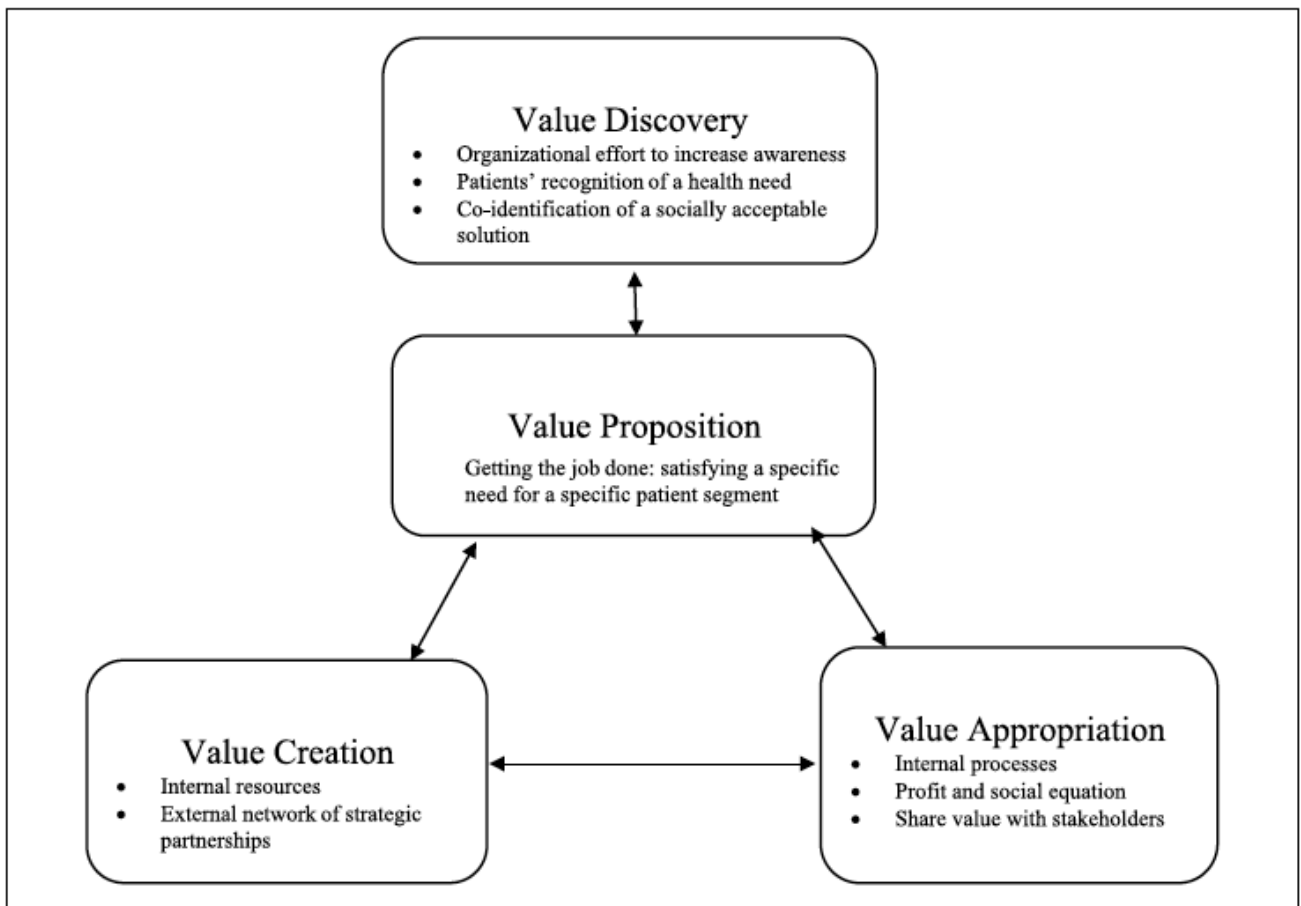 Value Discovery
• Organizational effort to increase awareness
• Patients’ recognition of a health need
• Co-identification of a socially acceptable
solution
Value Proposition
Getting the job done: satisfying a specific
need for a specific patient segment
Value Creation
• Internal resources
• External network of strategic
partnerships
Value Appropriation
• Internal processes
• Profit and social equation
• Share value with stakeholders